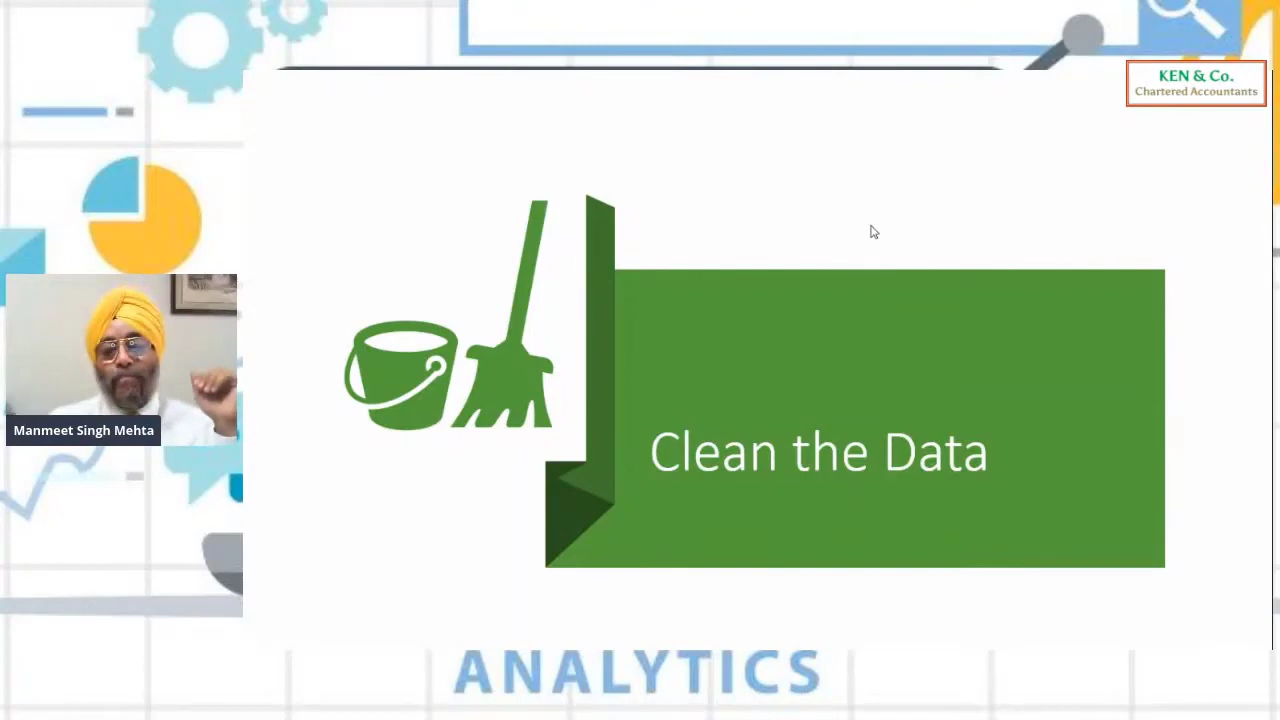 KEN & Co.
Chartered Accountants
Manmeet Singh Mehta
Clean the Data
ANALYTICS